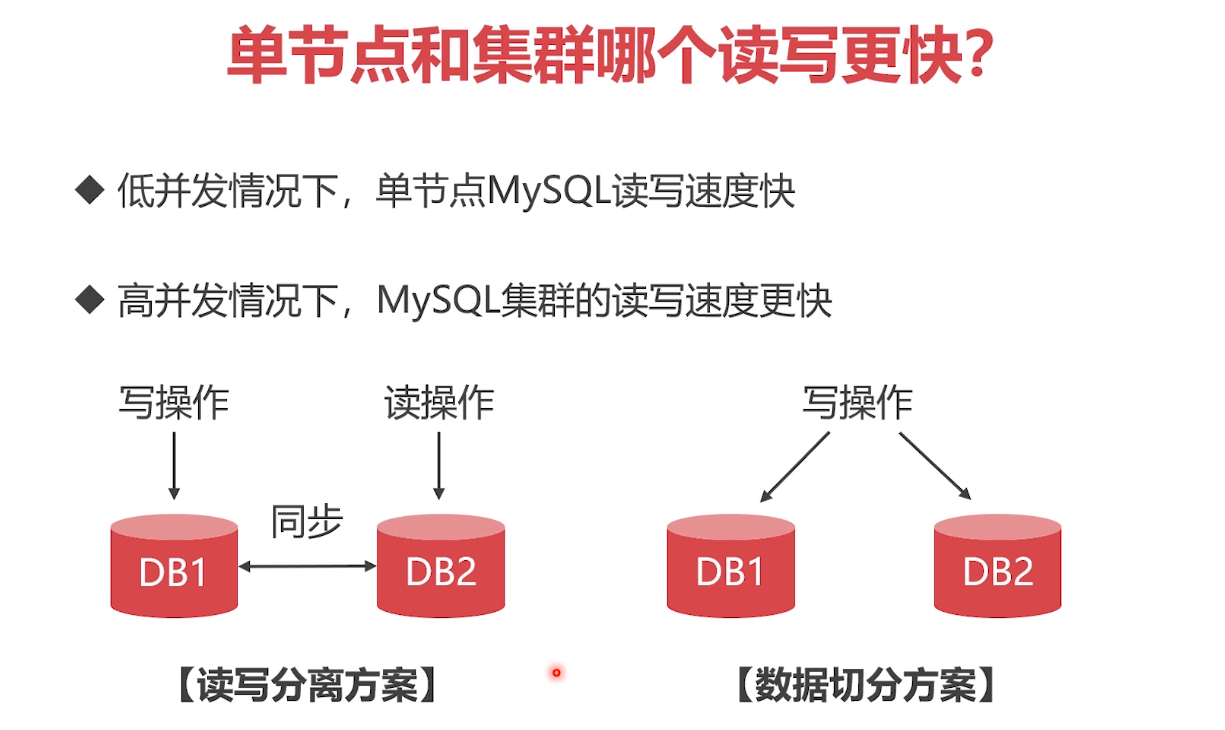 单节点和集群哪个读写更快？
◆ 低并发情况下，单节点MySQL读写速度快
◆ 高并发情况下，MySQL集群的读写速度更快
写操作
读操作
写操作
同步
DB1
DB2
DB1
DB2
【读写分离方案】
【数据切分方案】